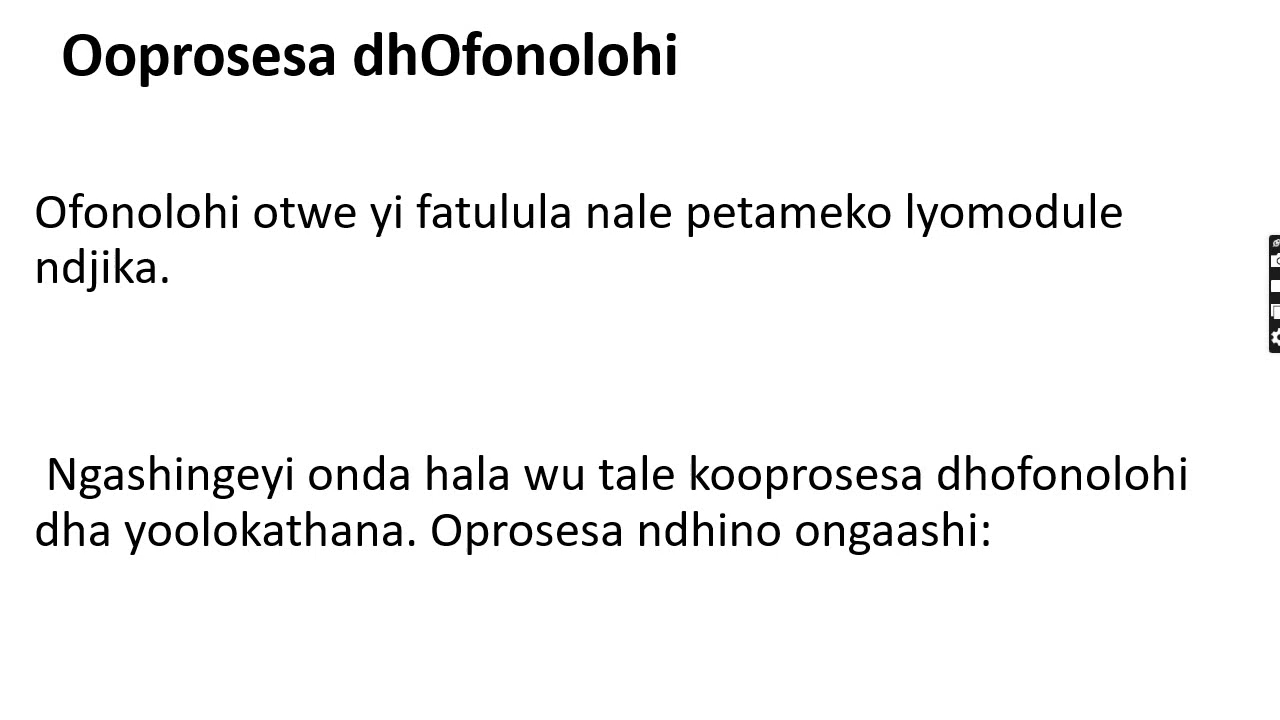 Ooprosesa dhOfonolohi
Ofonolohi otwe yi fatulula nale petameko lyomodule
ndjika.
Ngashingeyi onda hala wu tale kooprosesa dhofonolohi
dha yoolokathana. Oprosesa ndhino ongaashi: